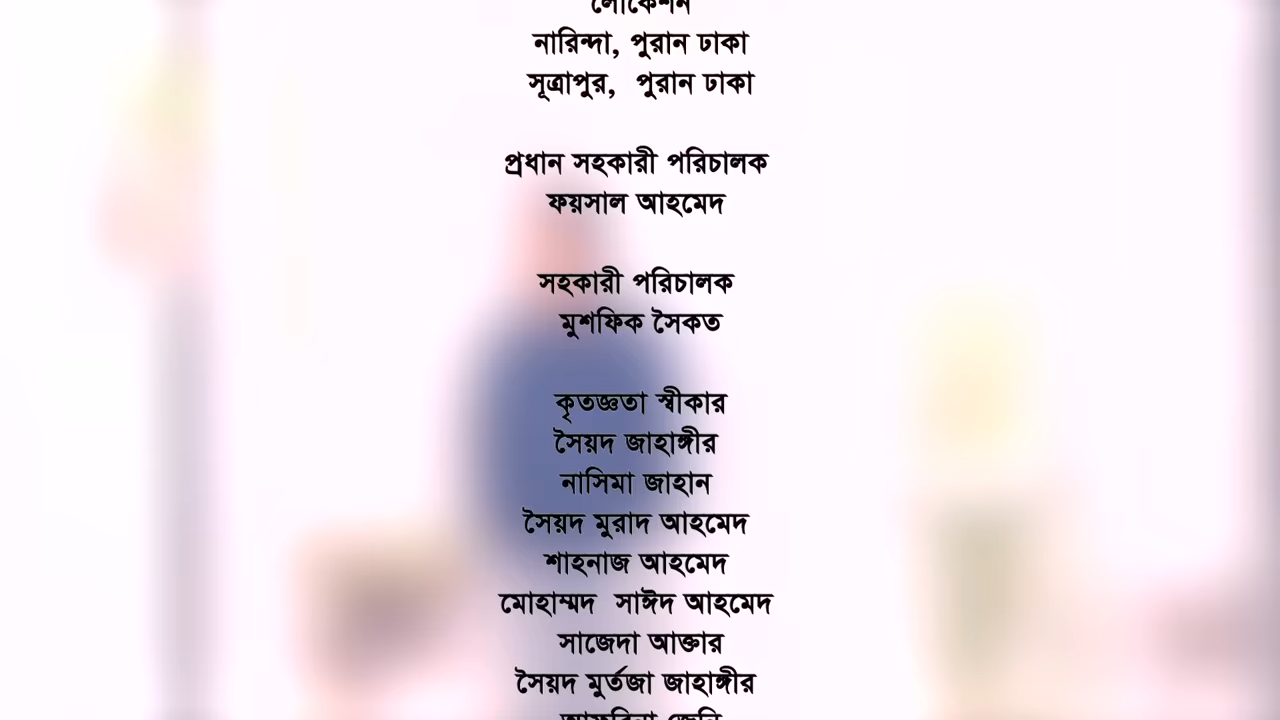 লোকেশন
নারিন্দা, পুরান ঢাকা
সূত্রাপুর, পুরান ঢাকা
প্রধান সহকারী পরিচালক
ফয়সাল আহমেদ
সহকারী পরিচালক
মুশফিক সৈকত
কৃতজ্ঞতা স্বীকার
সৈয়দ জাহাঙ্গীর
নাসিমা জাহান
সৈয়দ মুরাদ আহমেদ
শাহনাজ আহমেদ
মোহাম্মদ সাঈদ আহমেদ
সাজেদা আক্তার
সৈয়দ মুর্তজা জাহাঙ্গীর